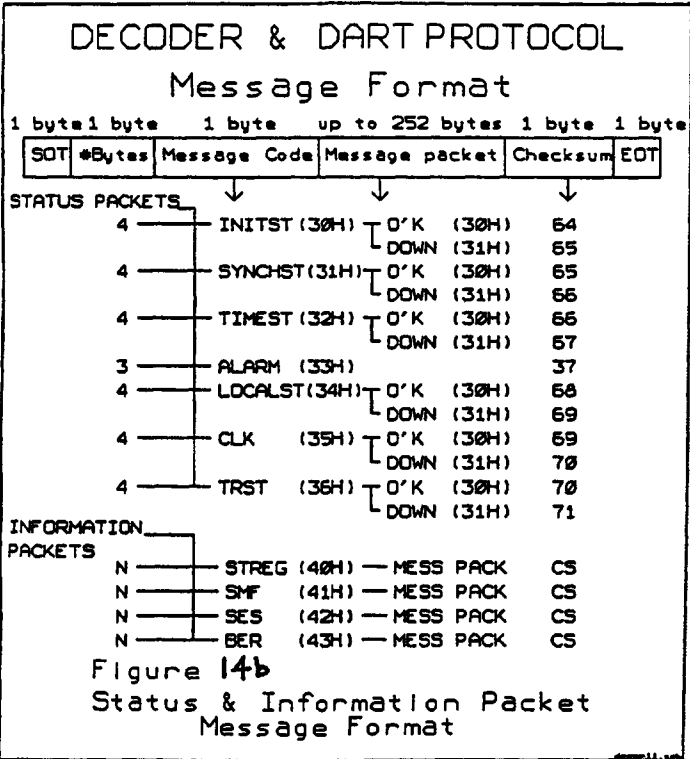 DECODER & DART PROTOCOL
Message Format
1 byte 1 byte 1 byte up to 252 bytes 1 byte 1 byte
SOT #Bytes Message Code Message packet Checksum EOT
STATUS PACKETS
4 INITST (30H) O'K (30H) 64
DOWN (31H) 65
4 SYNCHST(31H) O'K (30H) 65
DOWN (31H) 66
4 TIMEST (32H) O'K (30H) 66
DOWN (31H) 67
3 ALARM (33H) 37
4 LOCALST(34H) O'K (30H) 68
DOWN (31H) 69
4 CLK (35H) O'K (30H) 69
DOWN (31H) 70
4 TRST (36H) O'K (30H) 70
DOWN (31H) 71
INFORMATION
PACKETS
N STREG (40H) MESS PACK CS
N SMF (41H) MESS PACK CS
N SES (42H) MESS PACK CS
N BER (43H) MESS PACK CS
Figure 14b
Status & Information Packet
Message Format